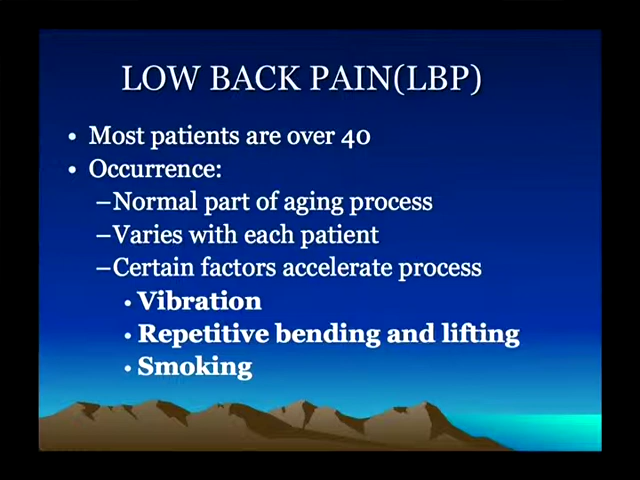 LOW BACK PAIN(LBP)
• Most patients are over 40
• Occurrence:
–Normal part of aging process
–Varies with each patient
–Certain factors accelerate process
• Vibration
• Repetitive bending and lifting
• Smoking